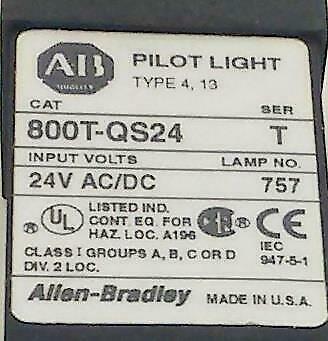 AB
QUALITY
PILOT LIGHT
TYPE 4, 13
CAT SER
800T-QS24 T
INPUT VOLTS LAMP NO.
24V AC/DC 757
UL ® LISTED IND. CONT. EQ. FOR HAZ. LOC. A196
® CE
IEC 947-5-1
CLASS I GROUPS A, B, C OR D
DIV. 2 LOC.
Allen-Bradley MADE IN U.S.A.